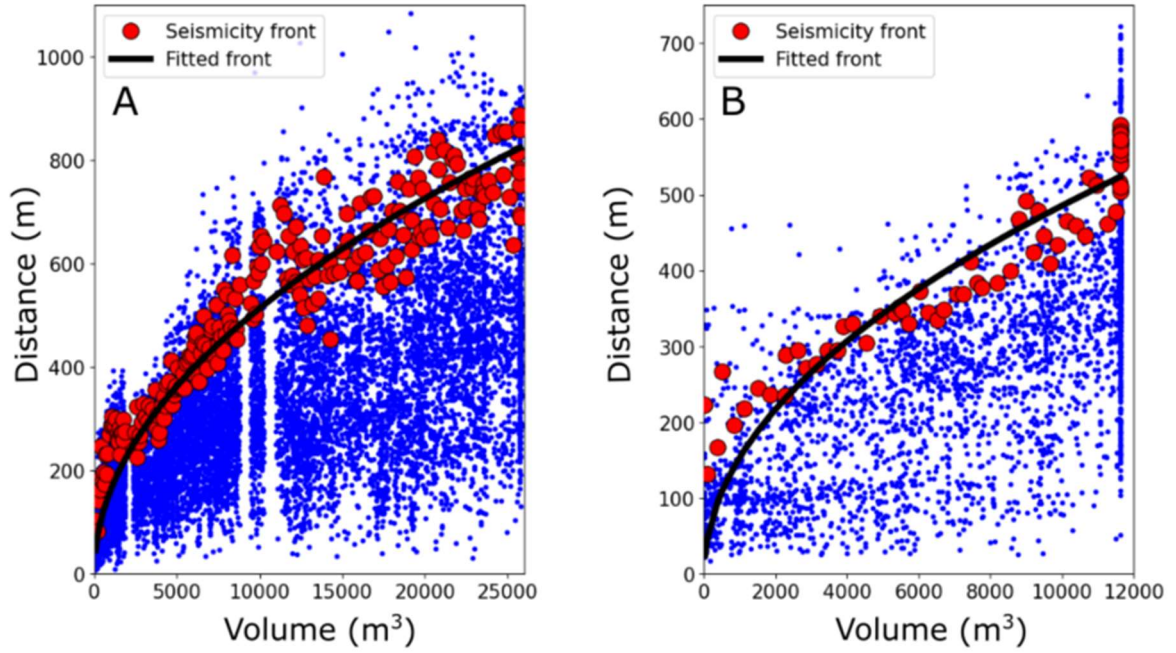 Seismicity front
Fitted front
A
1000
800
600
400
200
0
Distance (m)
0 5000 10000 15000 20000 25000
Volume (m³)
Seismicity front
Fitted front
B
700
600
500
400
300
200
100
0
Distance (m)
0 2000 4000 6000 8000 10000 12000
Volume (m³)